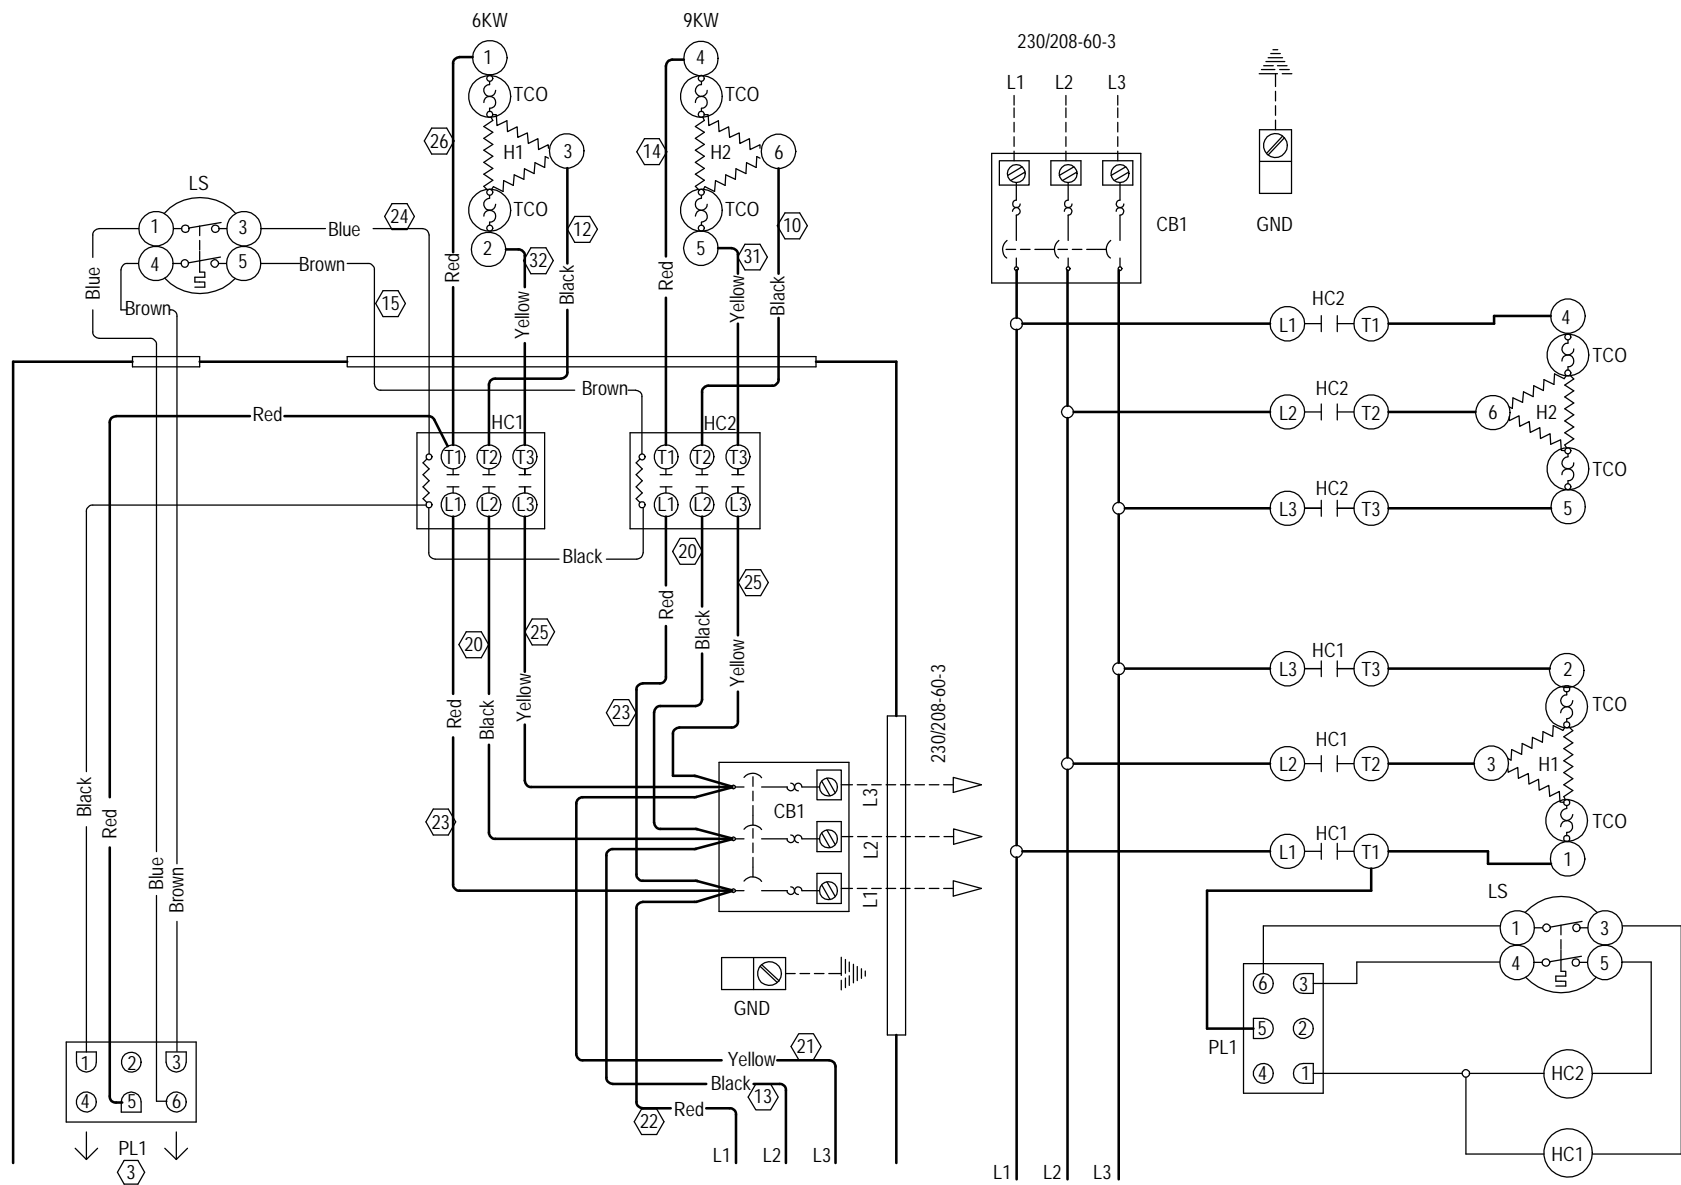 6KW
9KW
230/208-60-3
1
4
L1
L2
L3
TCO
TCO
26
H1
3
14
H2
6
LS
TCO
TCO
CB1
GND
1
3
Blue
24
2
32
12
5
31
10
4
5
Brown
Blue
Red
Yellow
Black
Red
Yellow
Black
15
Brown
HC2
L1
T1
4
TCO
Brown
HC2
L2
T2
6
H2
Red
HC1
HC2
T1
T2
T3
T1
T2
T3
TCO
HC2
L3
T3
5
L1
L2
L3
L1
L2
L3
Black
20
25
Red
Black
Yellow
20
25
HC1
L3
T3
2
Red
Black
Yellow
23
230/208-60-3
TCO
HC1
L2
T2
3
H1
Black
Red
23
CB1
L3
L2
L1
TCO
HC1
L1
T1
1
Blue
Brown
LS
1
3
4
5
GND
6
3
5
2
PL1
4
1
HC2
HC1
1
2
3
4
5
6
PL1
3
Yellow
21
Black
13
Red
22
L1
L2
L3
L1
L2
L3